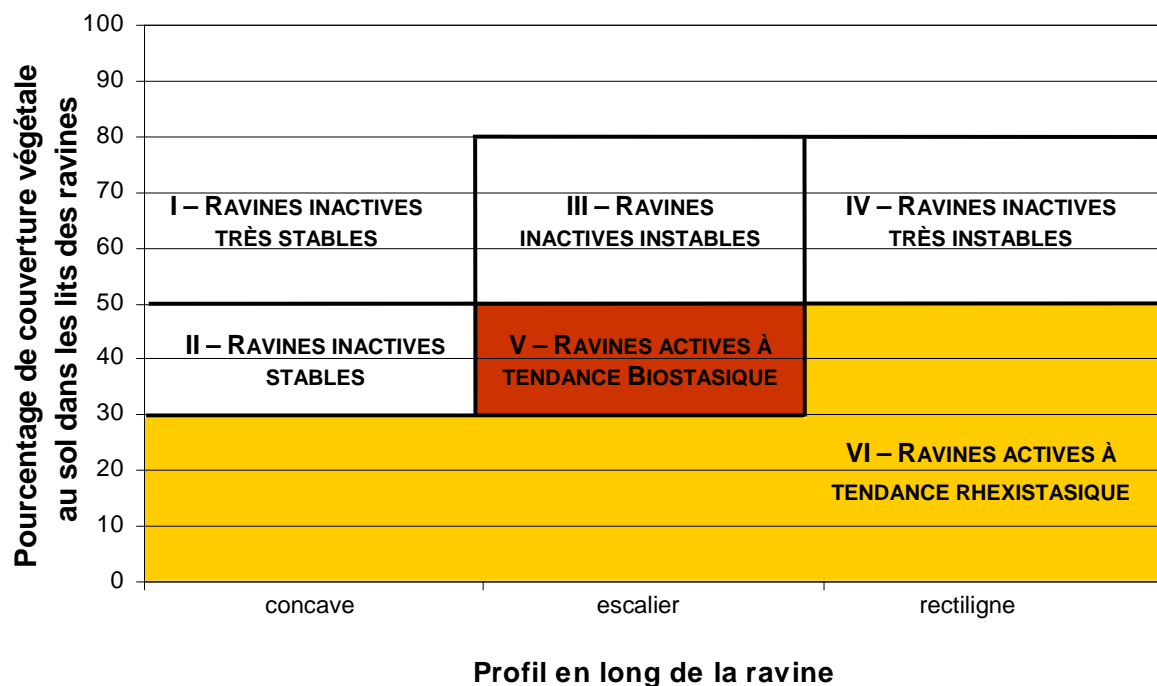 Pourcentage de couverture végétale
au sol dans les lits des ravines
100
90
80
70
60
50
40
30
20
10
0
I – RAVINES INACTIVES
TRÈS STABLES
III – RAVINES
INACTIVES INSTABLES
IV – RAVINES INACTIVES
TRÈS INSTABLES
II – RAVINES INACTIVES
STABLES
V – RAVINES ACTIVES À
TENDANCE BIOSTASIQUE
VI – RAVINES ACTIVES À
TENDANCE RHEXISTASIQUE
concave
escalier
rectiligne
Profil en long de la ravine